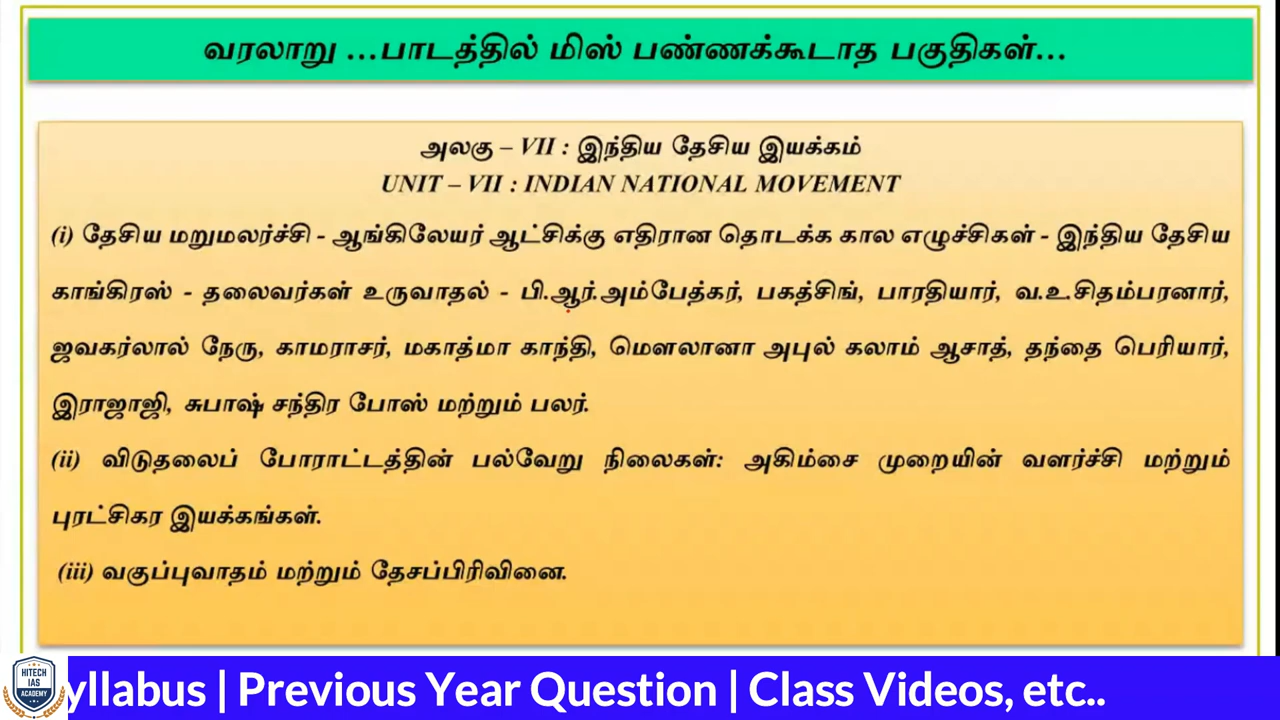 வரலாறு ...பாடத்தில் மிஸ் பண்ணக்கூடாத பகுதிகள்...
அலகு – VII : இந்திய தேசிய இயக்கம்
UNIT – VII : INDIAN NATIONAL MOVEMENT
(i) தேசிய மறுமலர்ச்சி - ஆங்கிலேயர் ஆட்சிக்கு எதிரான தொடக்க கால எழுச்சிகள் - இந்திய தேசிய
காங்கிரஸ் - தலைவர்கள் உருவாதல் - பி.ஆர்.அம்பேத்கர், பகத்சிங், பாரதியார், வ.உ.சிதம்பரனார்,
ஜவகர்லால் நேரு, காமராசர், மகாத்மா காந்தி, மௌலானா அபுல் கலாம் ஆசாத், தந்தை பெரியார்,
இராஜாஜி, சுபாஷ் சந்திர போஸ் மற்றும் பலர்.
(ii) விடுதலைப் போராட்டத்தின் பல்வேறு நிலைகள்: அகிம்சை முறையின் வளர்ச்சி மற்றும்
புரட்சிகர இயக்கங்கள்.
(iii) வகுப்புவாதம் மற்றும் தேசப்பிரிவினை.
HITECH
IAS
ACADEMY
yllabus | Previous Year Question | Class Videos, etc..